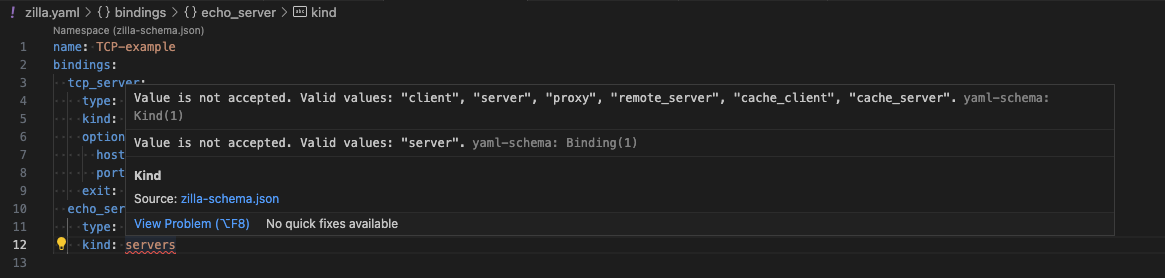 ! zilla.yaml > {} bindings > {} echo_server > abc kind
Namespace (zilla-schema.json)
1 name: TCP-example
2 bindings:
3 tcp_server:
4 type:
Value is not accepted. Valid values: "client", "server", "proxy", "remote_server", "cache_client", "cache_server". yaml-schema:
5 kind:
Kind(1)
6 option
Value is not accepted. Valid values: "server". yaml-schema: Binding(1)
7 host
8 port
Kind
9 exit:
Source: zilla-schema.json
10 echo_ser
11 type:
View Problem (⌥F8) No quick fixes available
12 kind: servers
13